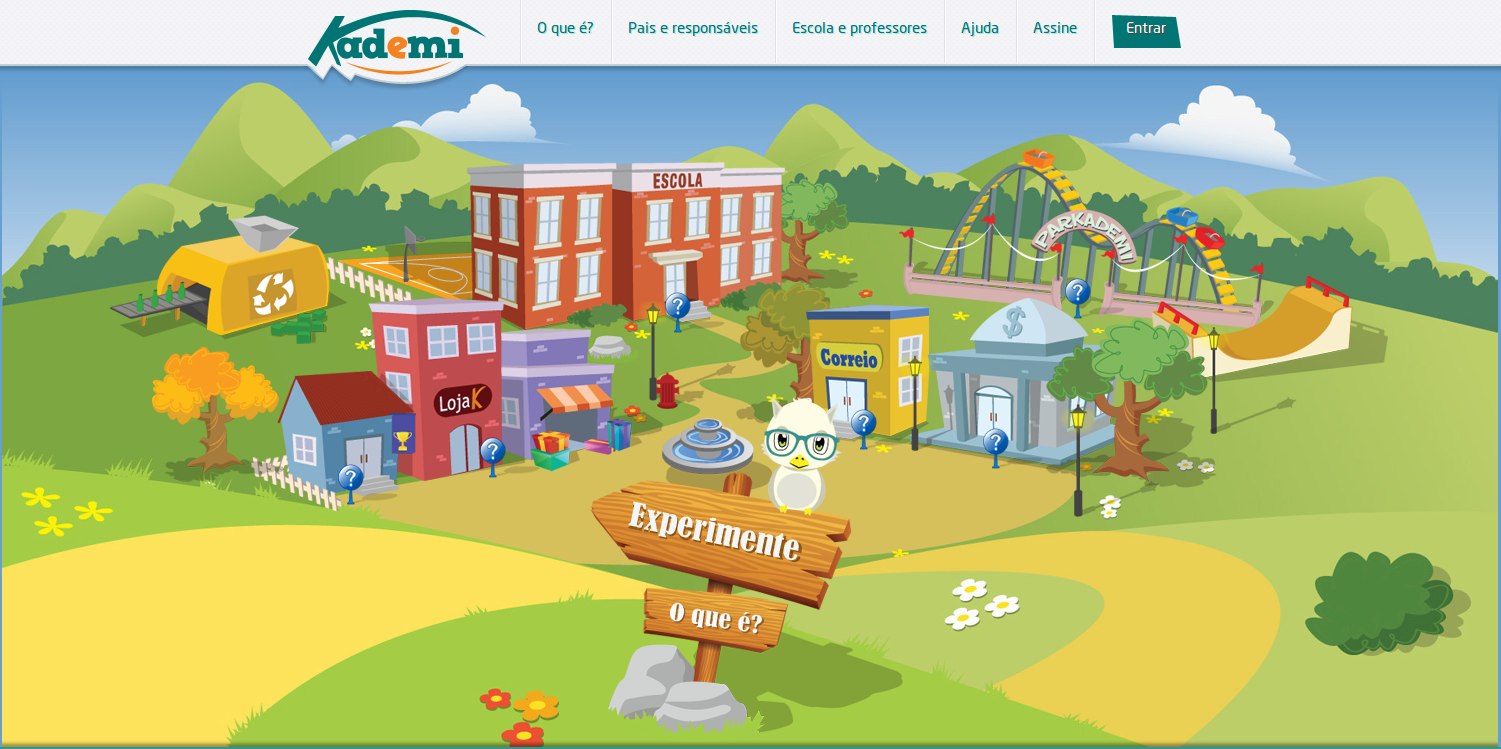 Kademi
O que é?
Pais e responsáveis
Escola e professores
Ajuda
Assine
Entrar
ESCOLA
PARKADEMI
$
Correio
LojaK
?
?
?
?
?
?
Experimente
O que é?